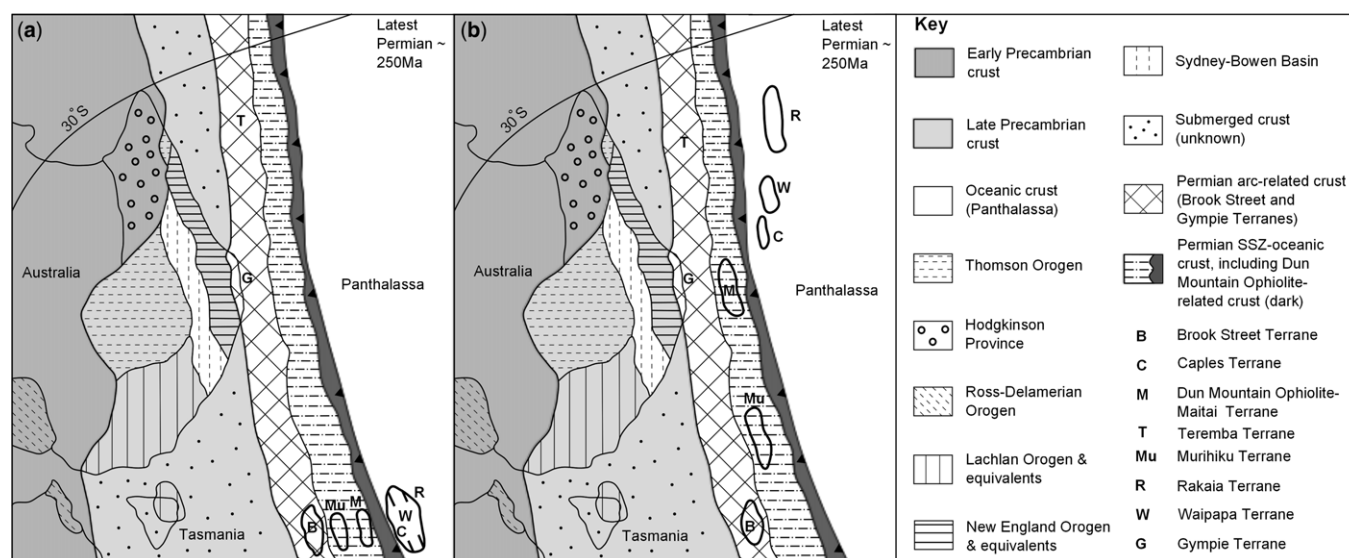 (a)
Latest
Permian ~
250Ma
30°S
T
Australia
G
Panthalassa
Tasmania
B
Mu
M
R
W
C
(b)
Latest
Permian ~
250Ma
30°S
T
R
W
C
Australia
G
M
Panthalassa
Mu
Tasmania
B
Key
Early Precambrian
crust
Late Precambrian
crust
Oceanic crust
(Panthalassa)
Thomson Orogen
Hodgkinson
Province
Ross-Delamerian
Orogen
Lachlan Orogen &
equivalents
New England Orogen
& equivalents
Sydney-Bowen Basin
Submerged crust
(unknown)
Permian arc-related crust
(Brook Street and
Gympie Terranes)
Permian SSZ-oceanic
crust, including Dun
Mountain Ophiolite-
related crust (dark)
B Brook Street Terrane
C Caples Terrane
M Dun Mountain Ophiolite-
Maitai Terrane
T Teremba Terrane
Mu Murihiku Terrane
R Rakaia Terrane
W Waipapa Terrane
G Gympie Terrane